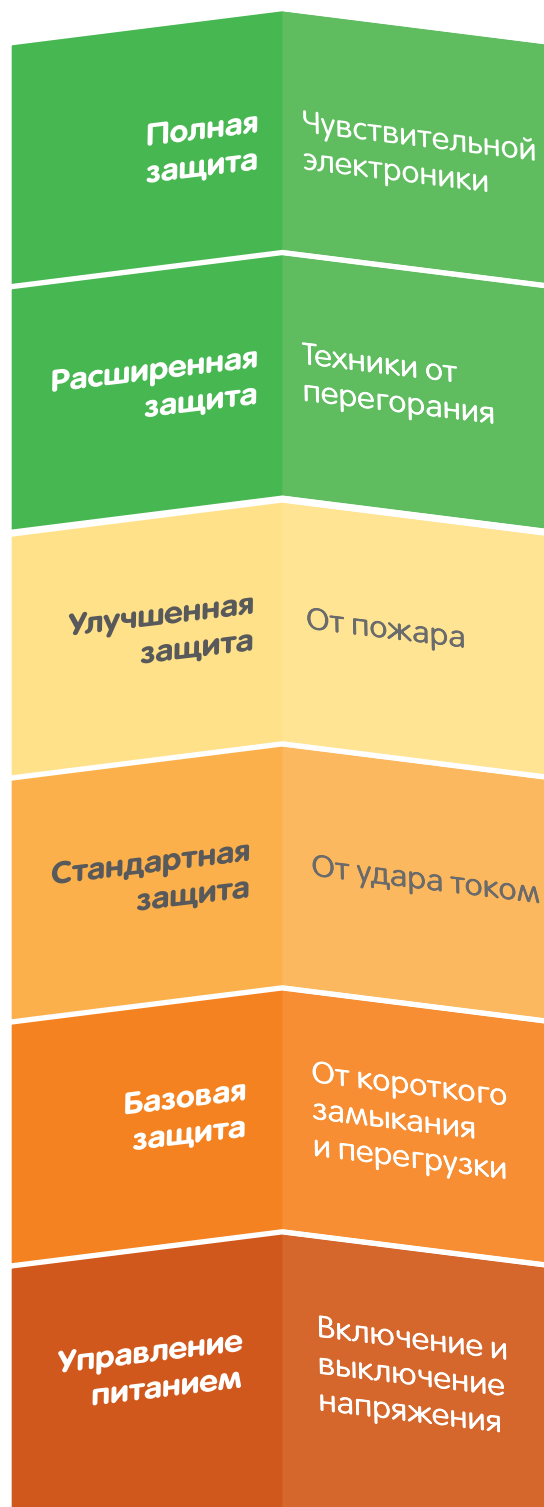 Полная
защита
Чувствительной
электроники
Расширенная
защита
Техники от
перегорания
Улучшенная
защита
От пожара
Стандартная
защита
От удара током
Базовая
защита
От короткого
замыкания
и перегрузки
Управление
питанием
Включение и
выключение
напряжения